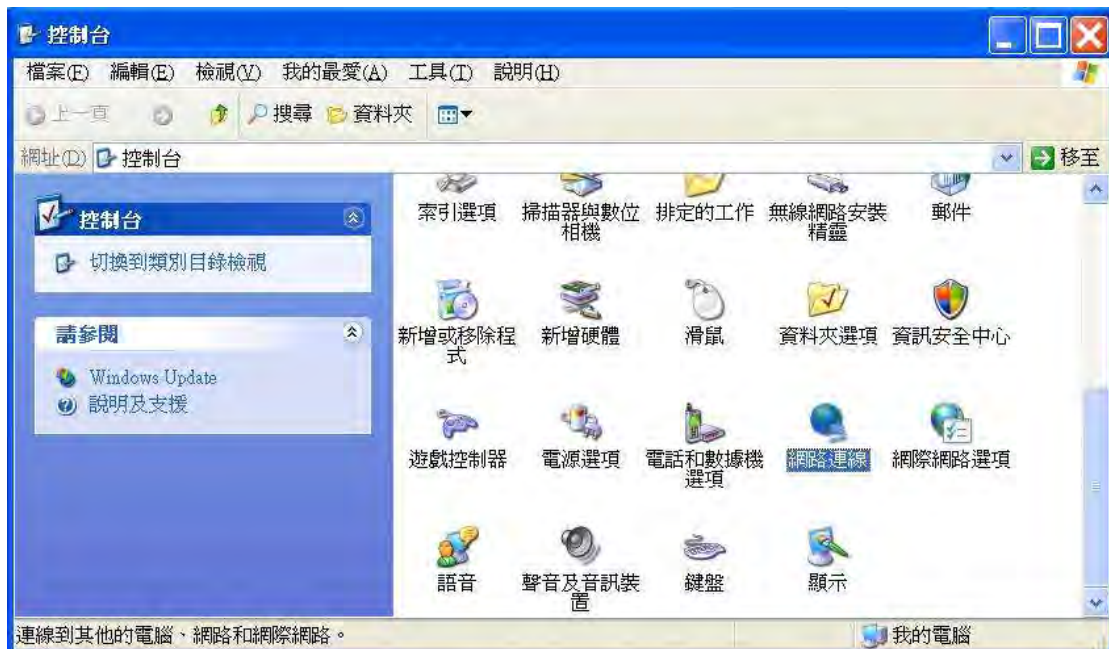 控制台
檔案(F) 編輯(E) 檢視(V) 我的最愛(A) 工具(T) 說明(H)
上一頁 搜尋 資料夾
網址(D) 控制台 移至
控制台
切換到類別目錄檢視
請參閱
Windows Update
說明及支援
索引選項 掃描器與數位 排定的工作 無線網路安裝 郵件
相機 精靈
新增或移除程 新增硬體 滑鼠 資料夾選項 資訊安全中心
式
遊戲控制器 電源選項 電話和數據機 網路連線 網際網路選項
選項
語音 聲音及音訊裝 鍵盤 顯示
置
連線到其他的電腦、網路和網際網路。 我的電腦